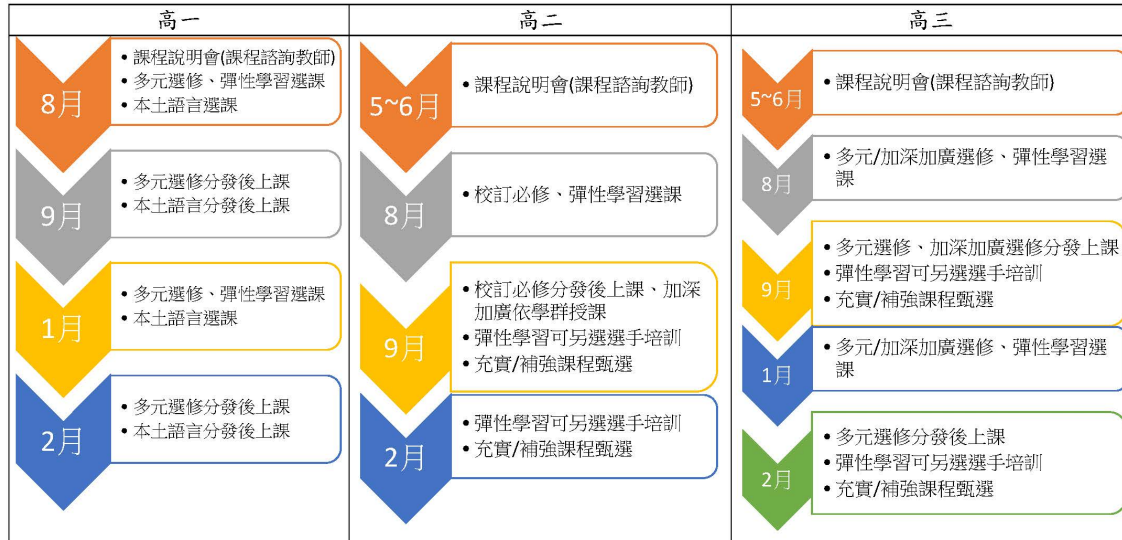 高一
8月
• 課程說明會(課程諮詢教師)
• 多元選修、彈性學習選課
• 本土語言選課
9月
• 多元選修分發後上課
• 本土語言分發後上課
1月
• 多元選修、彈性學習選課
• 本土語言選課
2月
• 多元選修分發後上課
• 本土語言分發後上課
高二
5~6月
• 課程說明會(課程諮詢教師)
8月
• 校訂必修、彈性學習選課
9月
• 校訂必修分發後上課、加深
加廣依學群授課
• 彈性學習可另選選手培訓
• 充實/補強課程甄選
2月
• 彈性學習可另選選手培訓
• 充實/補強課程甄選
高三
5~6月
• 課程說明會(課程諮詢教師)
8月
• 多元/加深加廣選修、彈性學習選
課
9月
• 多元選修、加深加廣選修分發上課
• 彈性學習可另選選手培訓
• 充實/補強課程甄選
1月
• 多元/加深加廣選修、彈性學習選
課
2月
• 多元選修分發後上課
• 彈性學習可另選選手培訓
• 充實/補強課程甄選